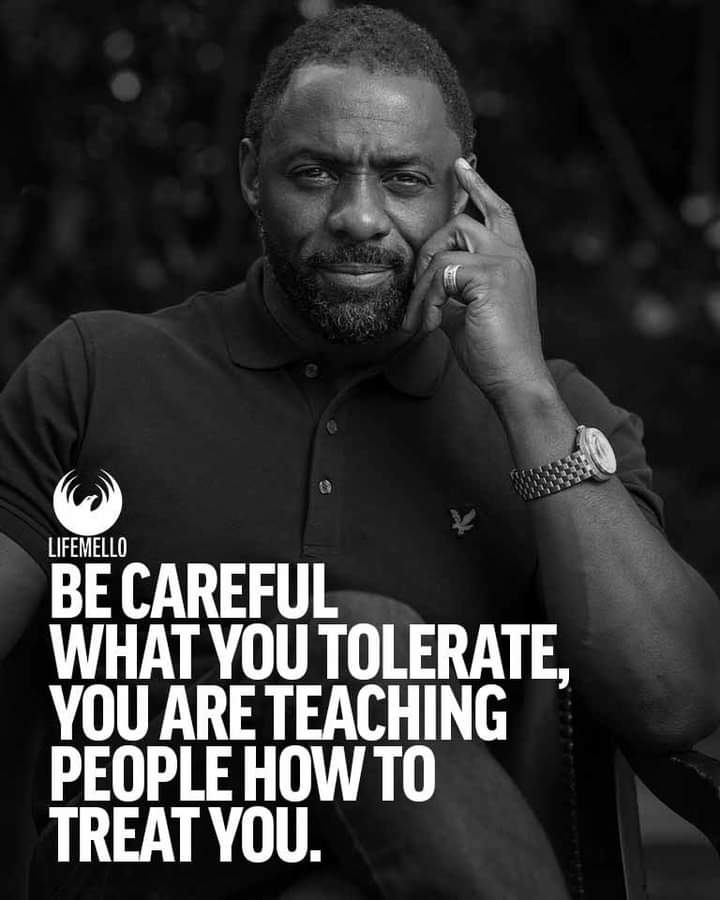 LIFEMELLO
BE CAREFUL
WHAT YOU TOLERATE,
YOU ARE TEACHING
PEOPLE HOW TO
TREAT YOU.